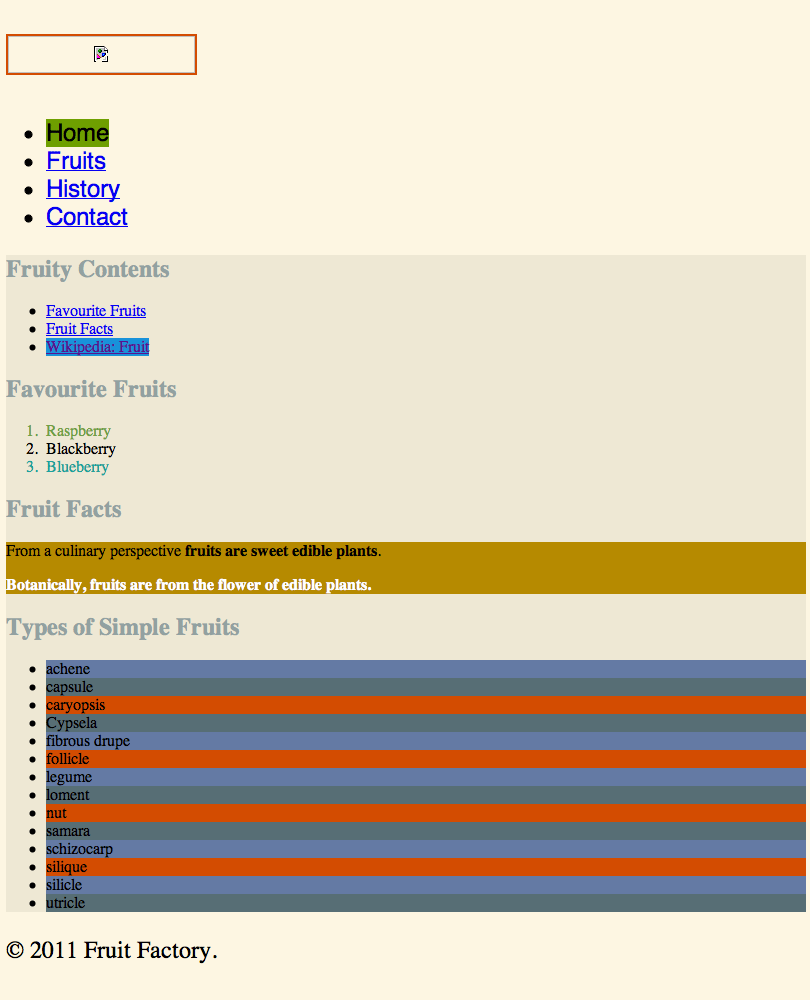 Home
Fruits
History
Contact
Fruity Contents
Favourite Fruits
Fruit Facts
Wikipedia: Fruit
Favourite Fruits
1. Raspberry
2. Blackberry
3. Blueberry
Fruit Facts
From a culinary perspective fruits are sweet edible plants.
Botanically, fruits are from the flower of edible plants.
Types of Simple Fruits
achene
capsule
caryopsis
Cypsela
fibrous drupe
follicle
legume
loment
nut
samara
schizocarp
silique
silicle
utricle
© 2011 Fruit Factory.